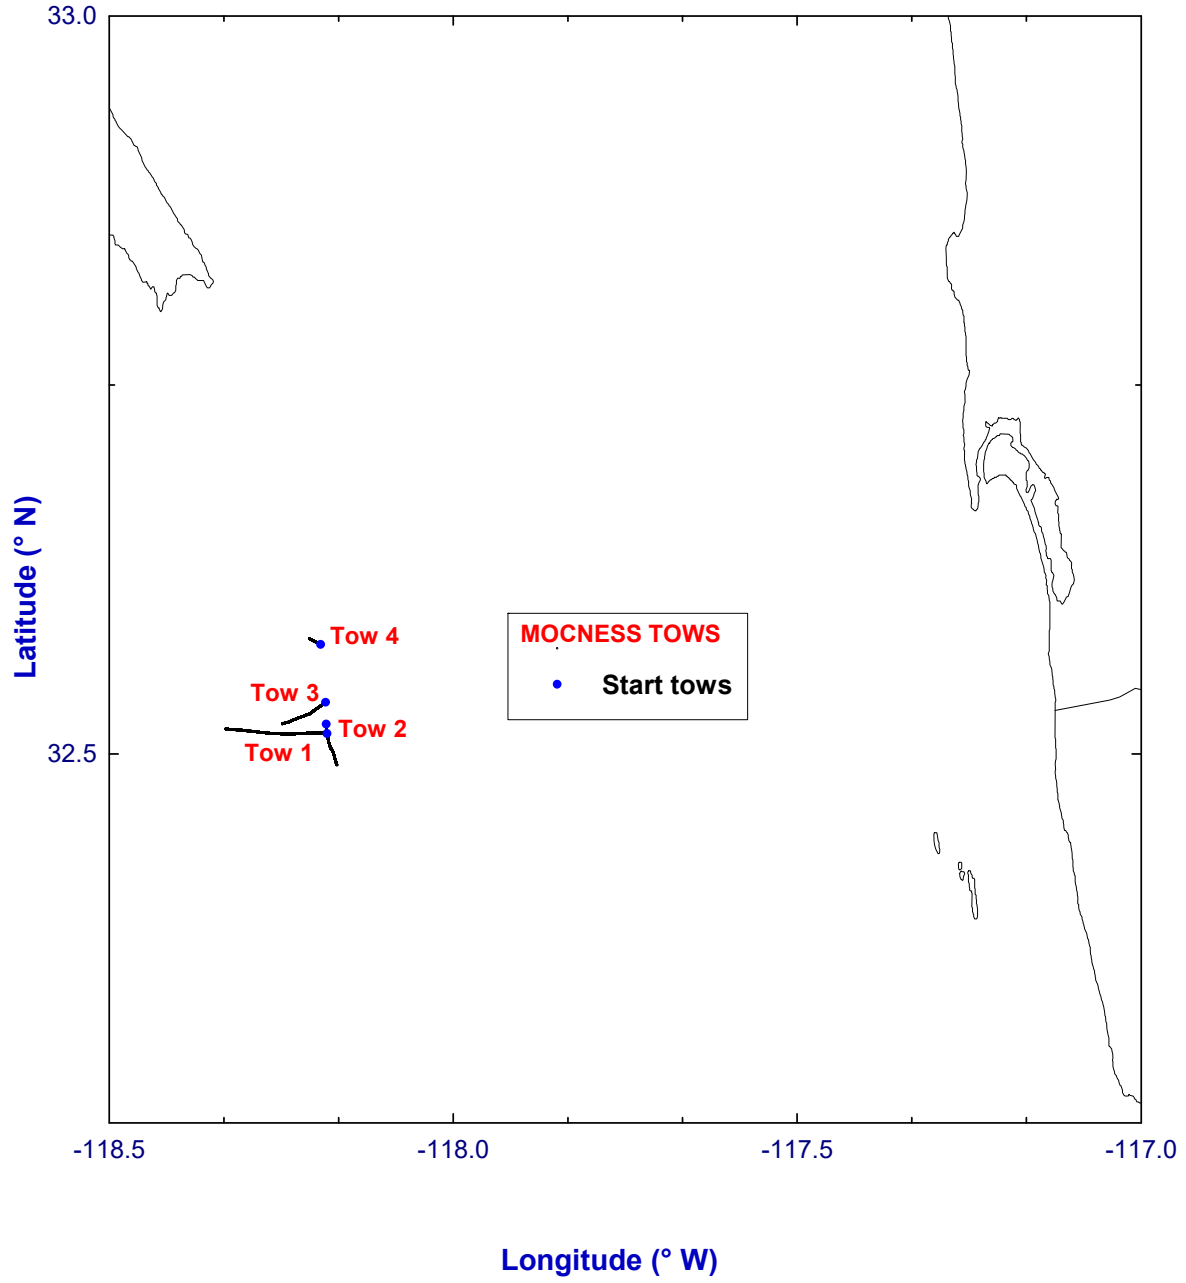 33.0
Latitude (° N)
Tow 4
MOCNESS TOWS
Start tows
Tow 3
Tow 2
Tow 1
32.5
-118.5
-118.0
-117.5
-117.0
Longitude (° W)